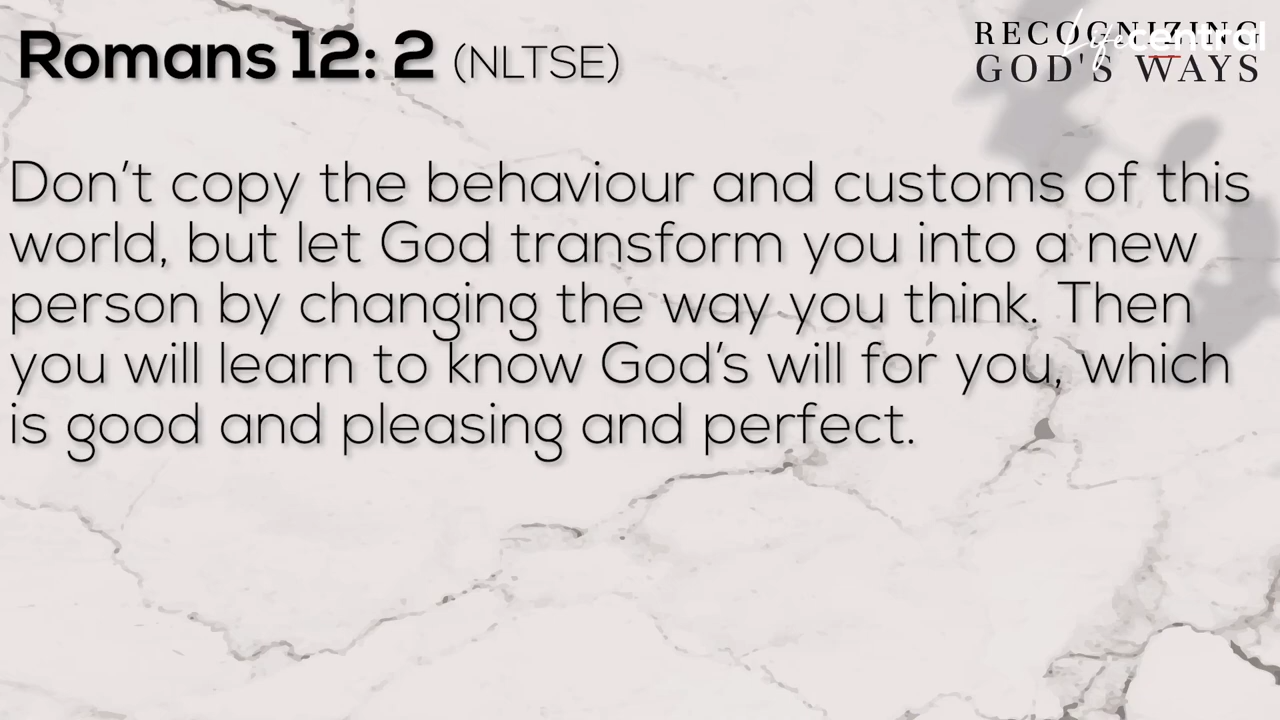 Romans 12: 2 (NLTSE)
RECOGNIZING
GOD'S WAYS
Lifecentral
Don’t copy the behaviour and customs of this
world, but let God transform you into a new
person by changing the way you think. Then
you will learn to know God’s will for you, which
is good and pleasing and perfect.